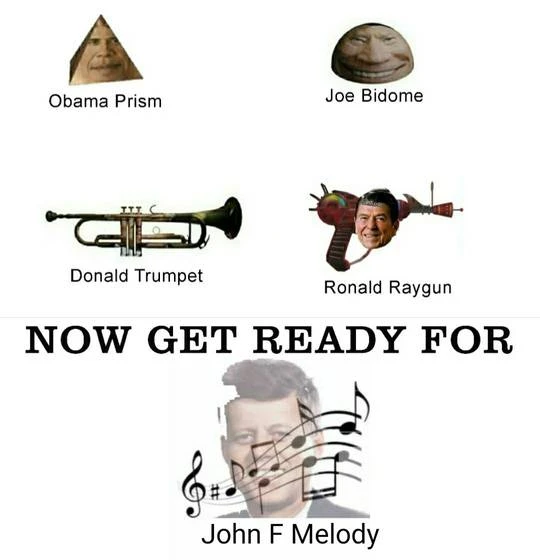 Obama Prism
Joe Bidome
Donald Trumpet
Ronald Raygun
NOW GET READY FOR
John F Melody